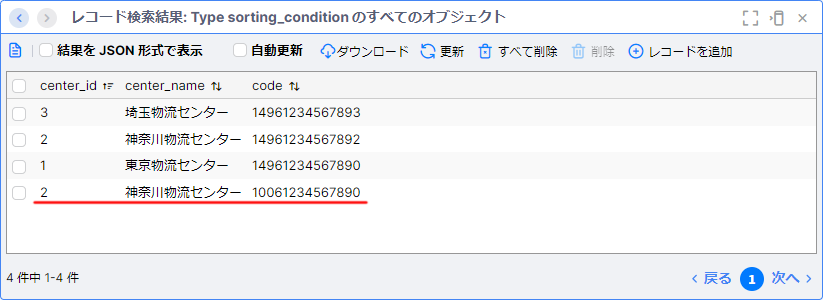 レコード検索結果: Type sorting_condition のすべてのオブジェクト
結果を JSON 形式で表示 自動更新 ダウンロード 更新 すべて削除 削除 レコードを追加
center_id center_name code
3 埼玉物流センター 14961234567893
2 神奈川物流センター 14961234567892
1 東京物流センター 14961234567890
2 神奈川物流センター 10061234567890
4 件中 1-4 件 戻る 1 次へ